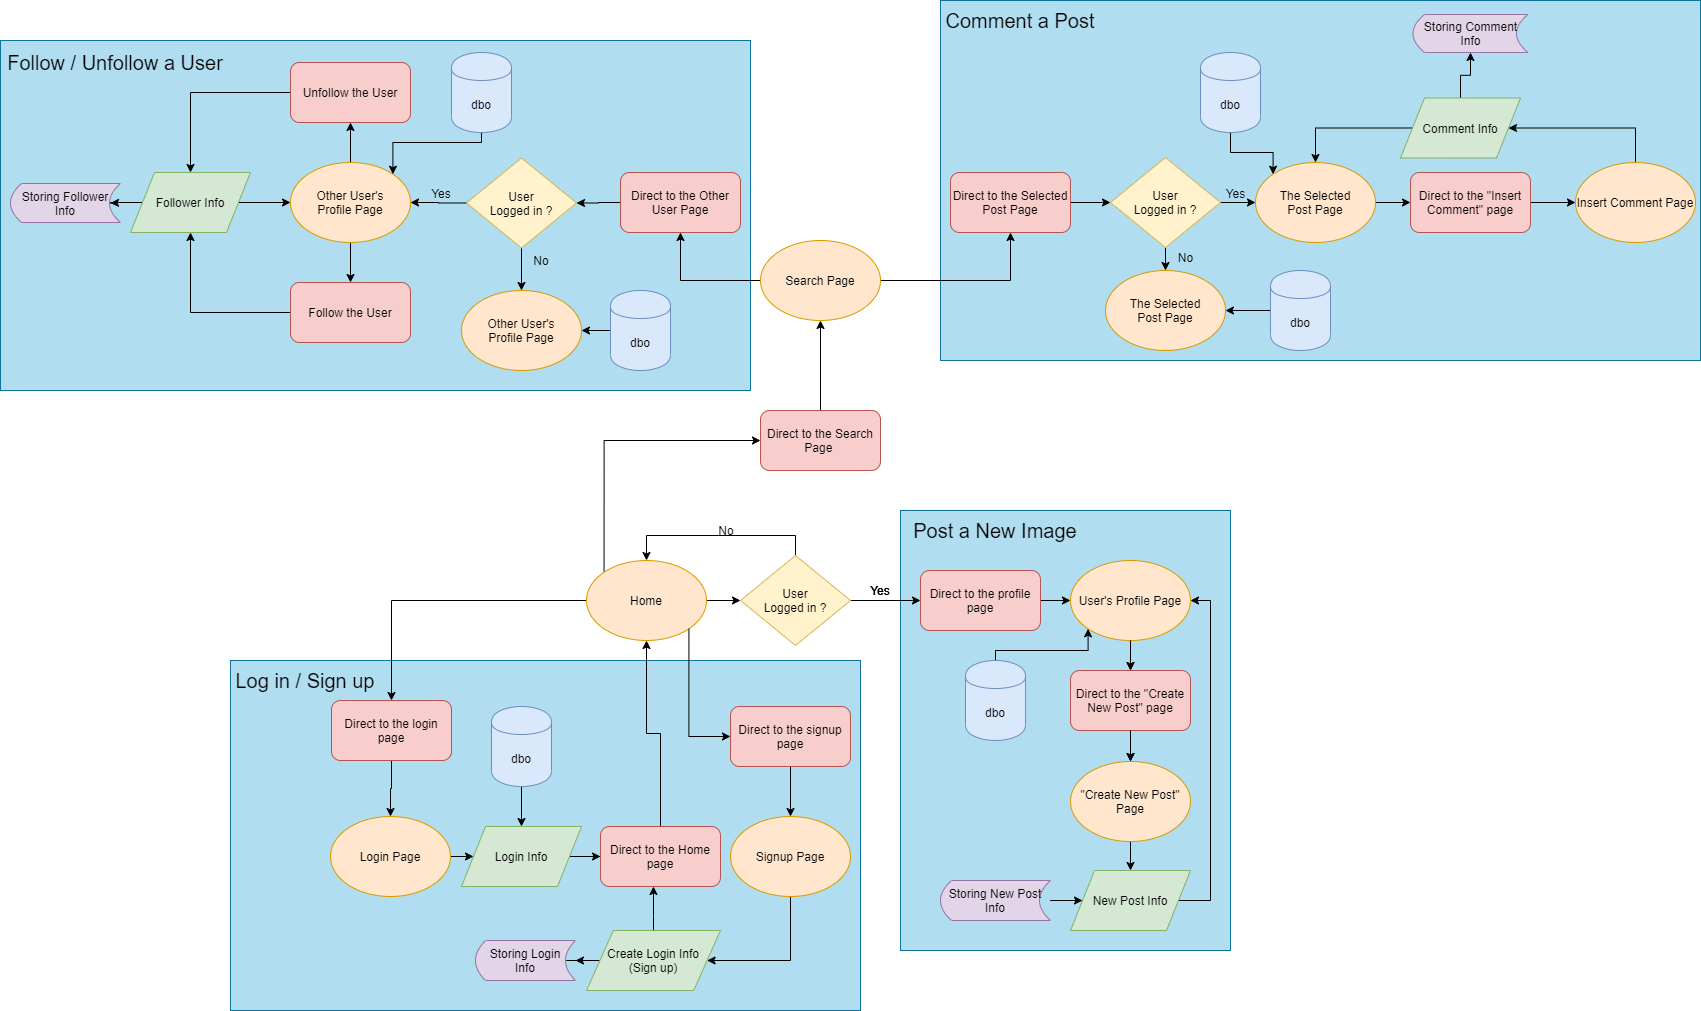 Comment a Post
Storing Comment
Info
Follow / Unfollow a User
Unfollow the User
dbo
dbo
Comment Info
Storing Follower
Info
Follower Info
Other User's
Profile Page
Yes
User
Logged in ?
Direct to the Other
User Page
Direct to the Selected
Post Page
User
Logged in ?
Yes
The Selected
Post Page
Direct to the "Insert
Comment" page
Insert Comment Page
No
No
Search Page
Follow the User
Other User's
Profile Page
dbo
The Selected
Post Page
dbo
Direct to the Search
Page
No
Post a New Image
Home
User
Logged in ?
Yes
Direct to the profile
page
User's Profile Page
Log in / Sign up
Direct to the login
page
dbo
Direct to the signup
page
dbo
Direct to the "Create
New Post" page
"Create New Post"
Page
Login Page
Login Info
Direct to the Home
page
Signup Page
Storing New Post
Info
New Post Info
Storing Login
Info
Create Login Info
(Sign up)